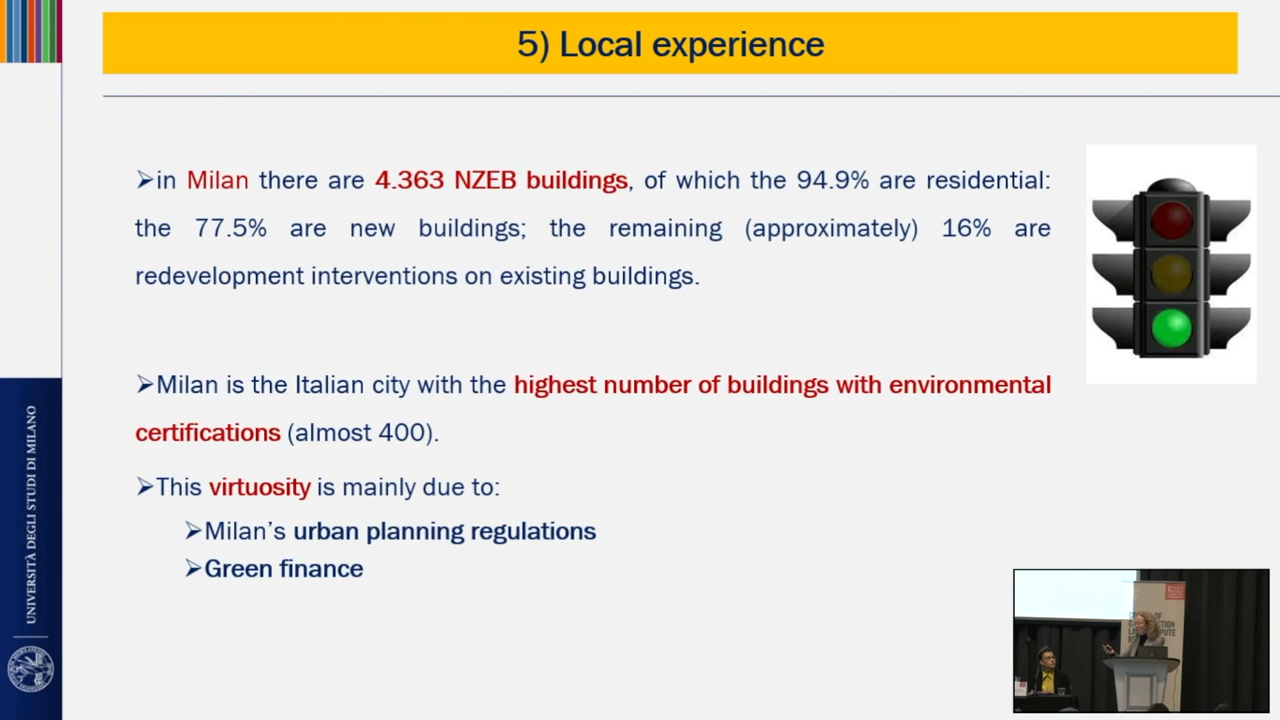 5) Local experience
➢in Milan there are 4.363 NZEB buildings, of which the 94.9% are residential:
the 77.5% are new buildings; the remaining (approximately) 16% are
redevelopment interventions on existing buildings.
➢Milan is the Italian city with the highest number of buildings with environmental
certifications (almost 400).
➢This virtuosity is mainly due to:
➢Milan's urban planning regulations
➢Green finance
UNIVERSITÀ DEGLI STUDI DI MILANO